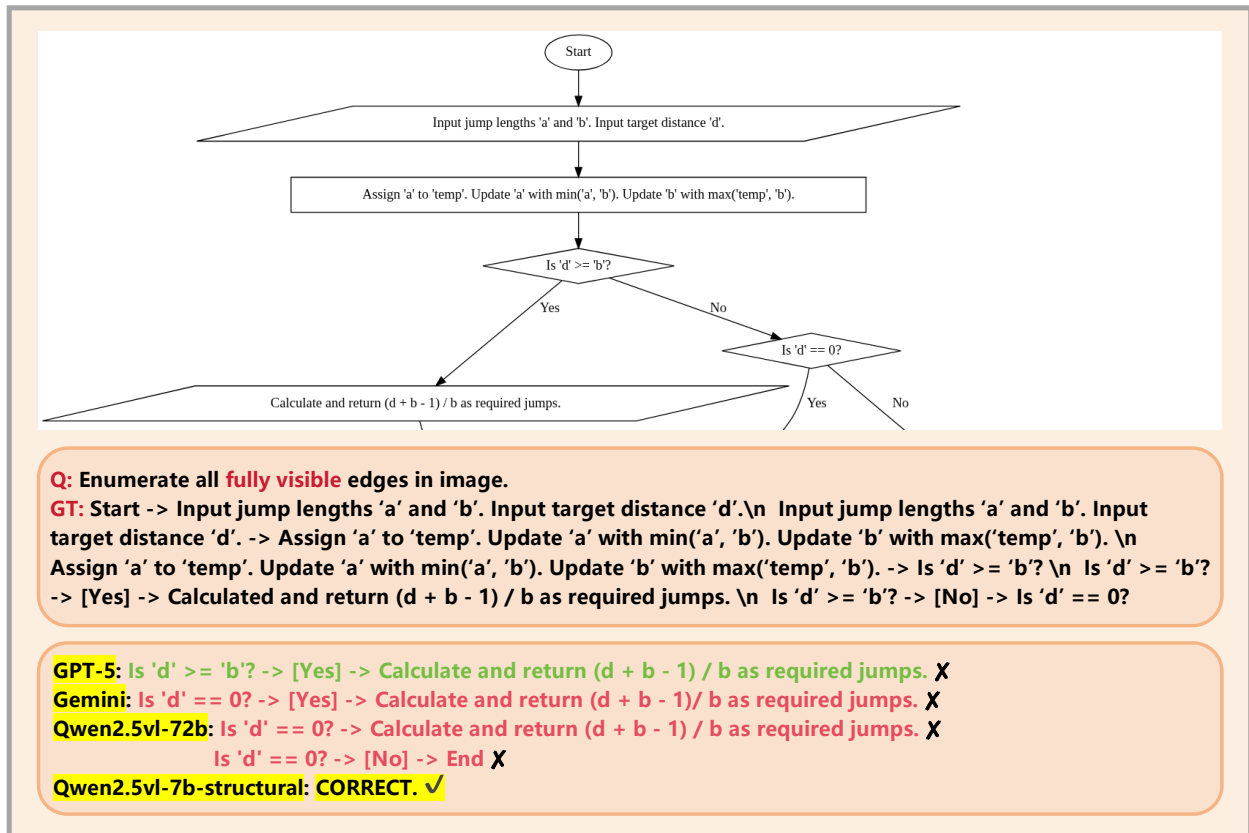 Start
Input jump lengths 'a' and 'b'. Input target distance 'd'.
Assign 'a' to 'temp'. Update 'a' with min('a', 'b'). Update 'b' with max('temp', 'b').
Is 'd' >= 'b'?
Yes
No
Is 'd' == 0?
Calculate and return (d + b - 1) / b as required jumps.
Yes
No
Q: Enumerate all fully visible edges in image.
GT: Start -> Input jump lengths ‘a’ and ‘b’. Input target distance ‘d’.\n  Input jump lengths ‘a’ and ‘b’. Input
target distance ‘d’. -> Assign ‘a’ to ‘temp’. Update ‘a’ with min(‘a’, ‘b’). Update ‘b’ with max(‘temp’, ‘b’). \n
Assign ‘a’ to ‘temp’. Update ‘a’ with min(‘a’, ‘b’). Update ‘b’ with max(‘temp’, ‘b’). -> Is ‘d’ >= ‘b’? \n  Is ‘d’ >= ‘b’?
-> [Yes] -> Calculated and return (d + b - 1) / b as required jumps. \n  Is ‘d’ >= ‘b’? -> [No] -> Is ‘d’ == 0?
GPT-5: Is 'd' >= 'b'? -> [Yes] -> Calculate and return (d + b - 1) / b as required jumps. ✗
Gemini: Is 'd' == 0? -> [Yes] -> Calculate and return (d + b - 1)/ b as required jumps. ✗
Qwen2.5vl-72b: Is 'd' == 0? -> Calculate and return (d + b - 1) / b as required jumps. ✗
Is 'd' == 0? -> [No] -> End ✗
Qwen2.5vl-7b-structural: CORRECT. ✓